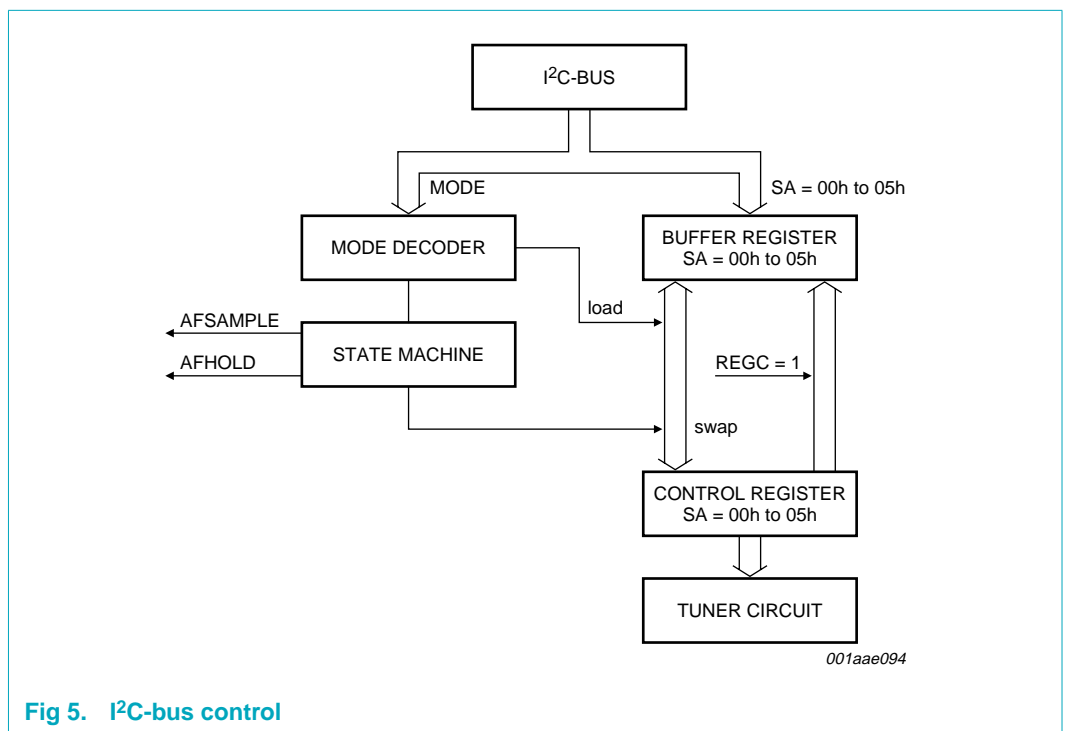 I²C-BUS
MODE
SA = 00h to 05h
MODE DECODER
BUFFER REGISTER
SA = 00h to 05h
load
AFSAMPLE
STATE MACHINE
AFHOLD
REGC = 1
swap
CONTROL REGISTER
SA = 00h to 05h
TUNER CIRCUIT
001aae094
Fig 5. I²C-bus control